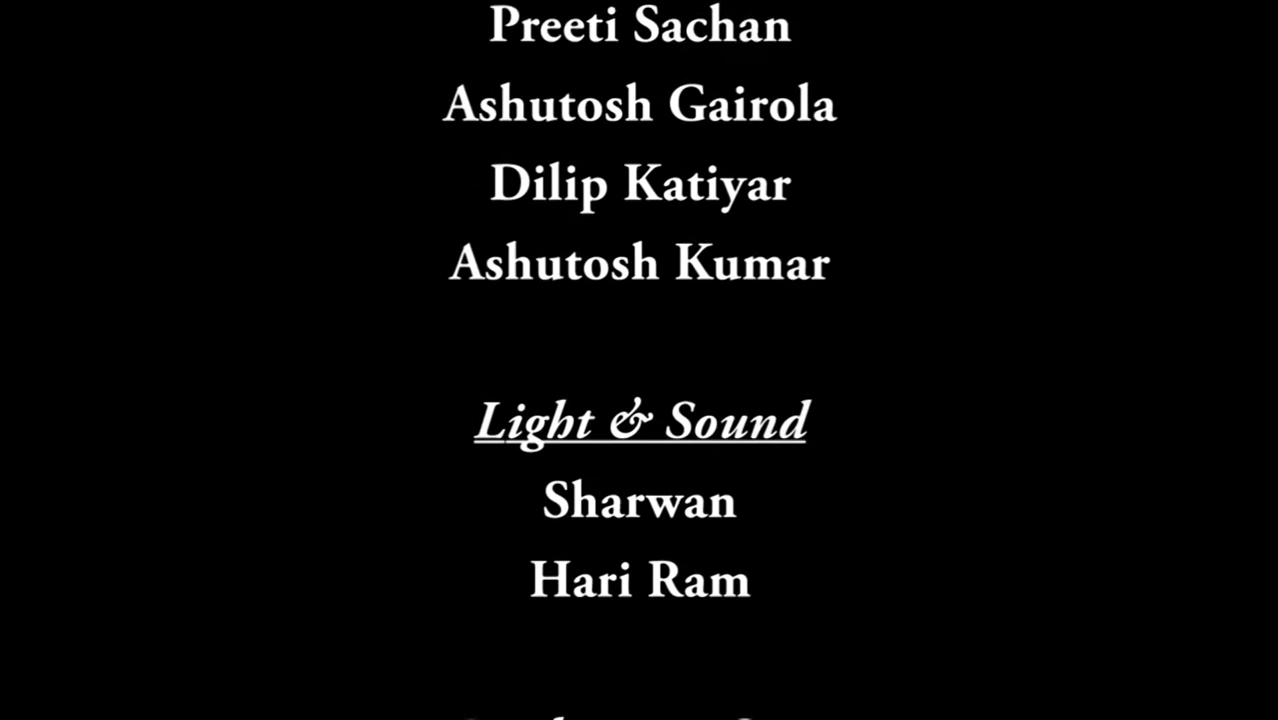 Preeti Sachan
Ashutosh Gairola
Dilip Katiyar
Ashutosh Kumar
Light & Sound
Sharwan
Hari Ram